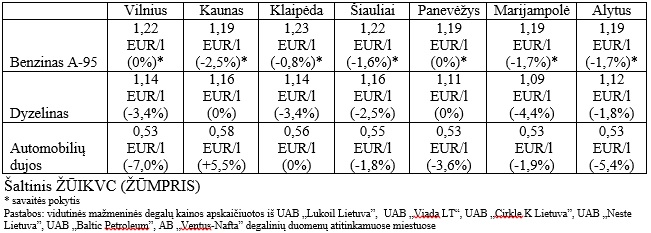 Vilnius Kaunas Klaipėda Šiauliai Panevėžys Marijampolė Alytus
1,22 1,19 1,23 1,22 1,19 1,19 1,19
EUR/l EUR/l EUR/l EUR/l EUR/l EUR/l EUR/l
Benzinas A-95 (0%)* (-2,5%)* (-0,8%)* (-1,6%)* (0%)* (-1,7%)* (-1,7%)*
1,14 1,16 1,14 1,16 1,11 1,09 1,12
Dyzelinas EUR/l EUR/l EUR/l EUR/l EUR/l EUR/l EUR/l
(-3,4%) (0%) (-3,4%) (-2,5%) (0%) (-4,4%) (-1,8%)
0,53 0,58 0,56 0,55 0,53 0,53 0,53
Automobilių EUR/l EUR/l EUR/l EUR/l EUR/l EUR/l EUR/l
dujos (-7,0%) (+5,5%) (0%) (-1,8%) (-3,6%) (-1,9%) (-5,4%)
Šaltinis ŽŪIKVC (ŽŪMPRIS)
* savaitės pokytis
Pastabos: vidutinės mažmeninės degalų kainos apskaičiuotos iš UAB „Lukoil Lietuva”, UAB „Viada LT“, UAB „Cirkle K Lietuva”, UAB „Neste
Lietuva”, UAB „Baltic Petroleum”, AB „Ventus-Nafta” degalinių duomenų atitinkamuose miestuose